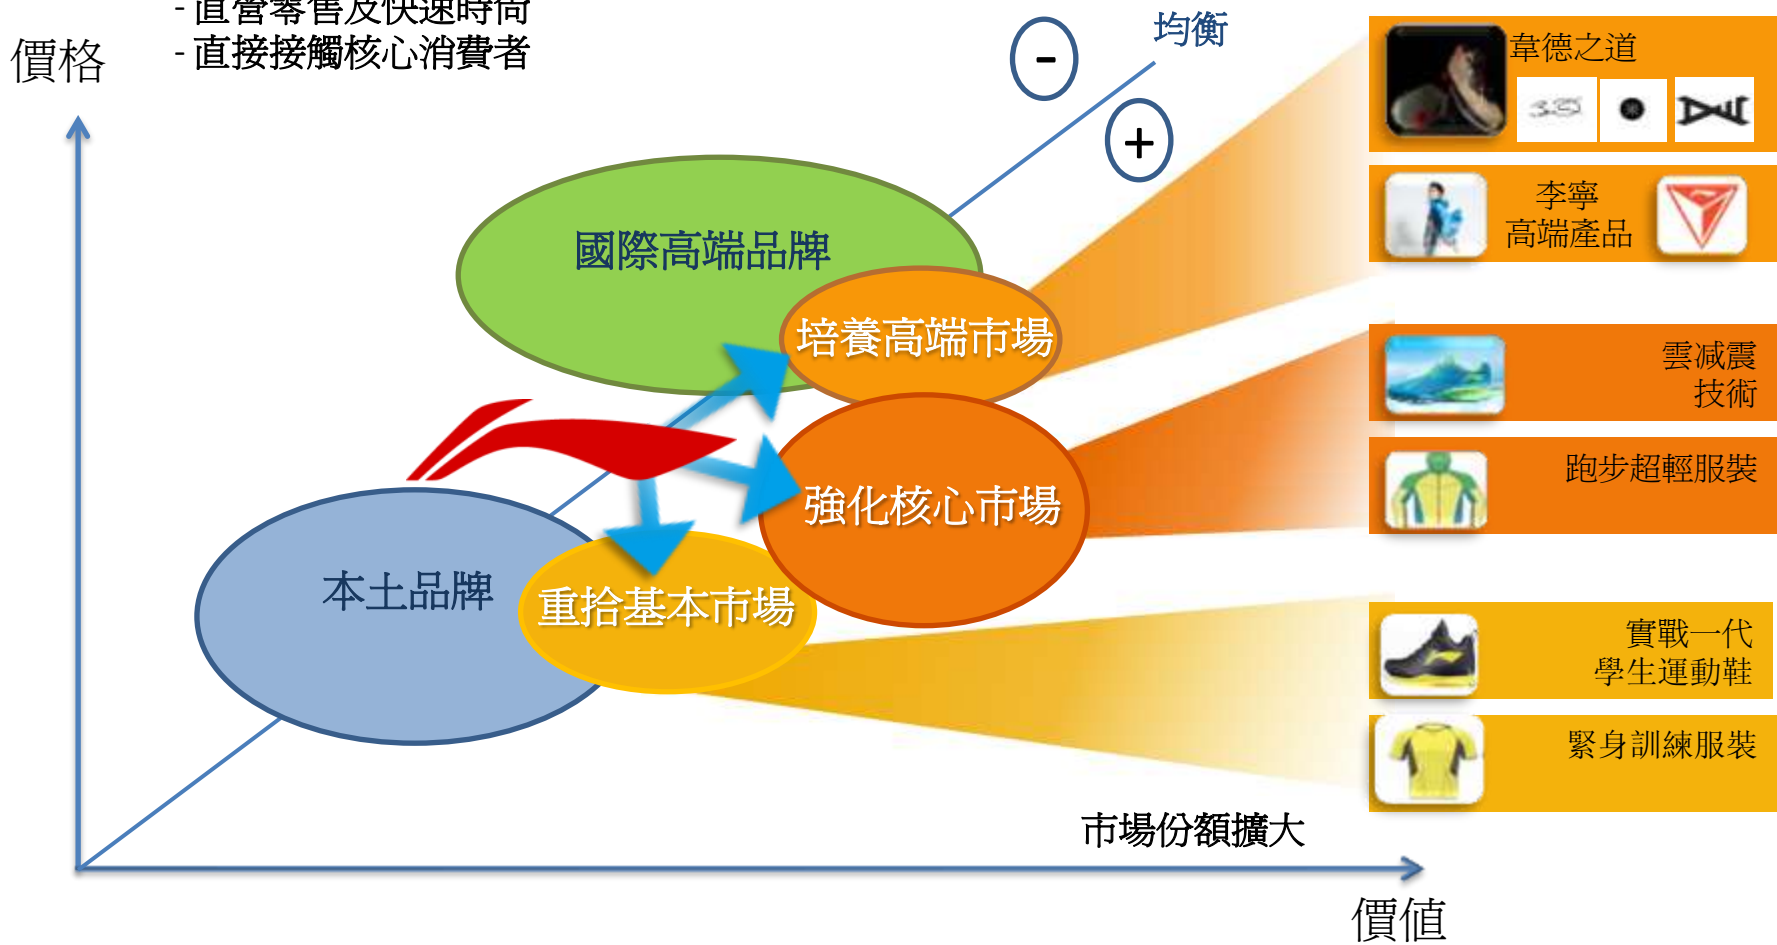 - 直營零售及快速時尚
- 直接接觸核心消費者
價格
均衡
-
+
韋德之道
李寧
高端產品
國際高端品牌
培養高端市場
雲减震
技術
強化核心市場
跑步超輕服裝
本土品牌
重拾基本市場
實戰一代
學生運動鞋
緊身訓練服裝
市場份額擴大
價值